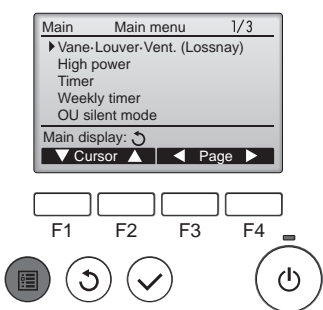 Main Main menu 1/3
Vane·Louver·Vent. (Lossnay)
High power
Timer
Weekly timer
OU silent mode
Main display:
Cursor Page
F1 F2 F3 F4